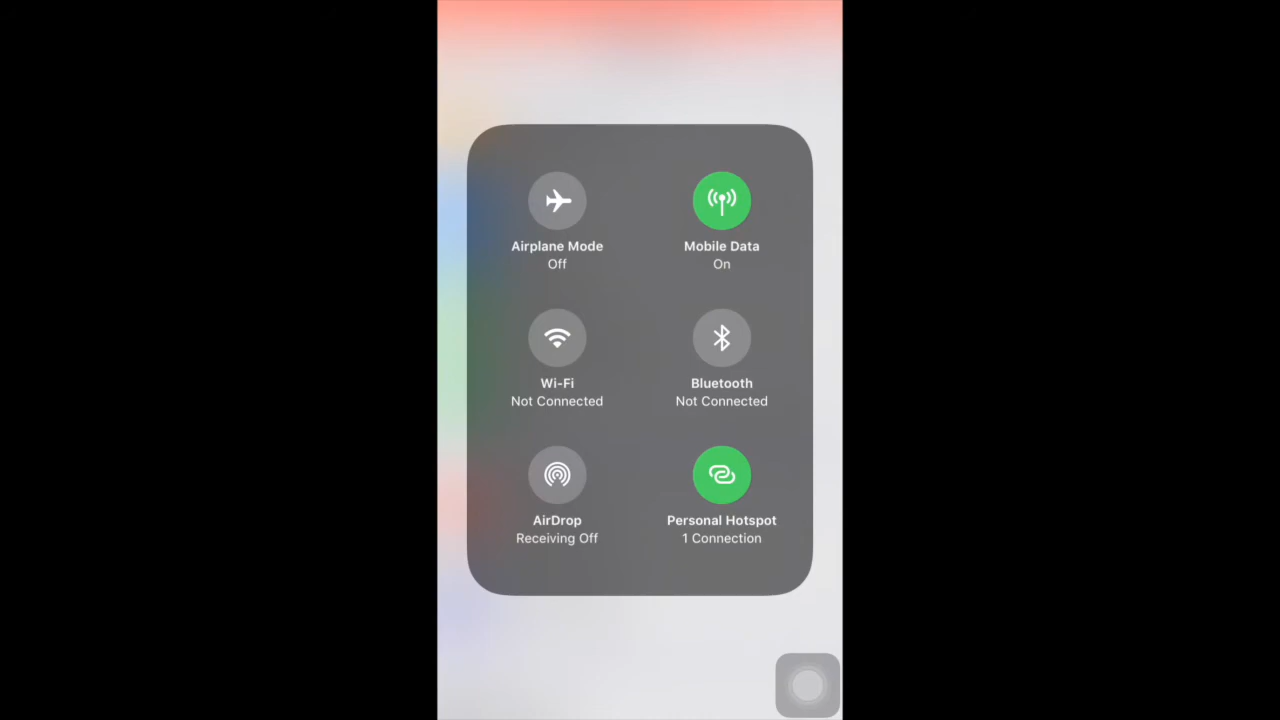 Airplane Mode
Off
Mobile Data
On
Wi-Fi
Not Connected
Bluetooth
Not Connected
AirDrop
Receiving Off
Personal Hotspot
1 Connection